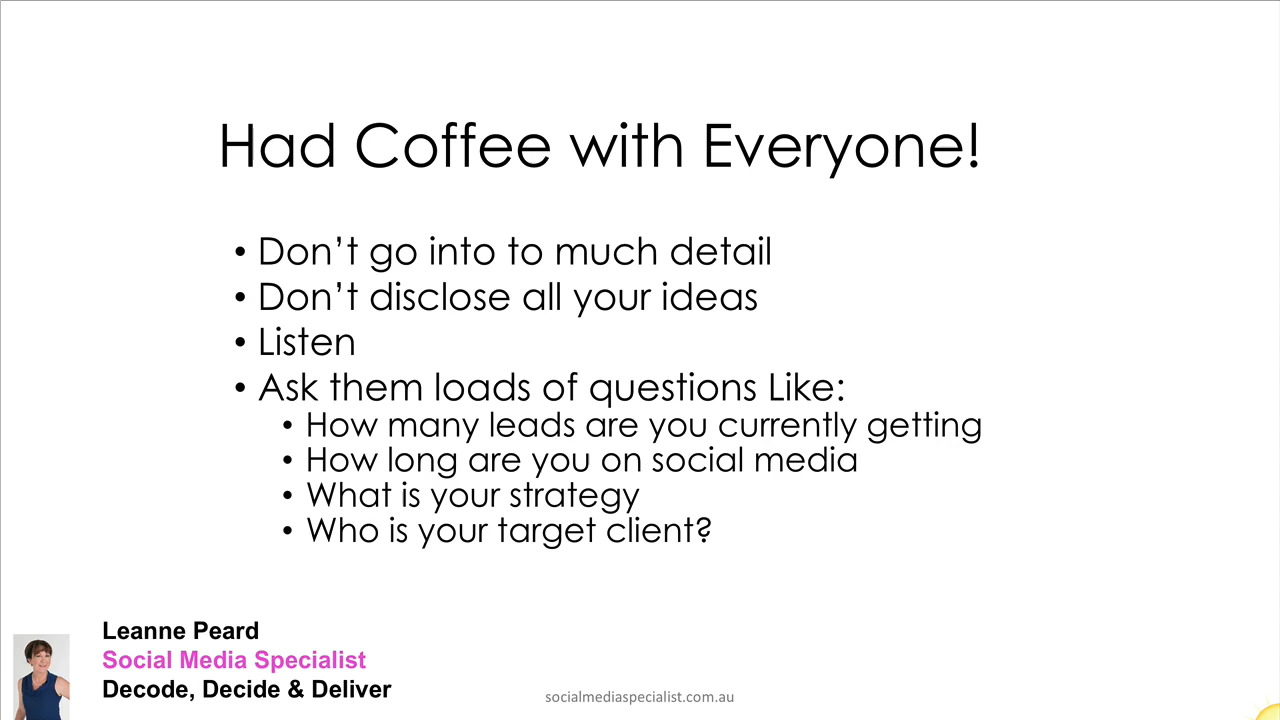 Had Coffee with Everyone!
• Don’t go into to much detail
• Don’t disclose all your ideas
• Listen
• Ask them loads of questions Like:
• How many leads are you currently getting
• How long are you on social media
• What is your strategy
• Who is your target client?
Leanne Peard
Social Media Specialist
Decode, Decide & Deliver
socialmediaspecialist.com.au